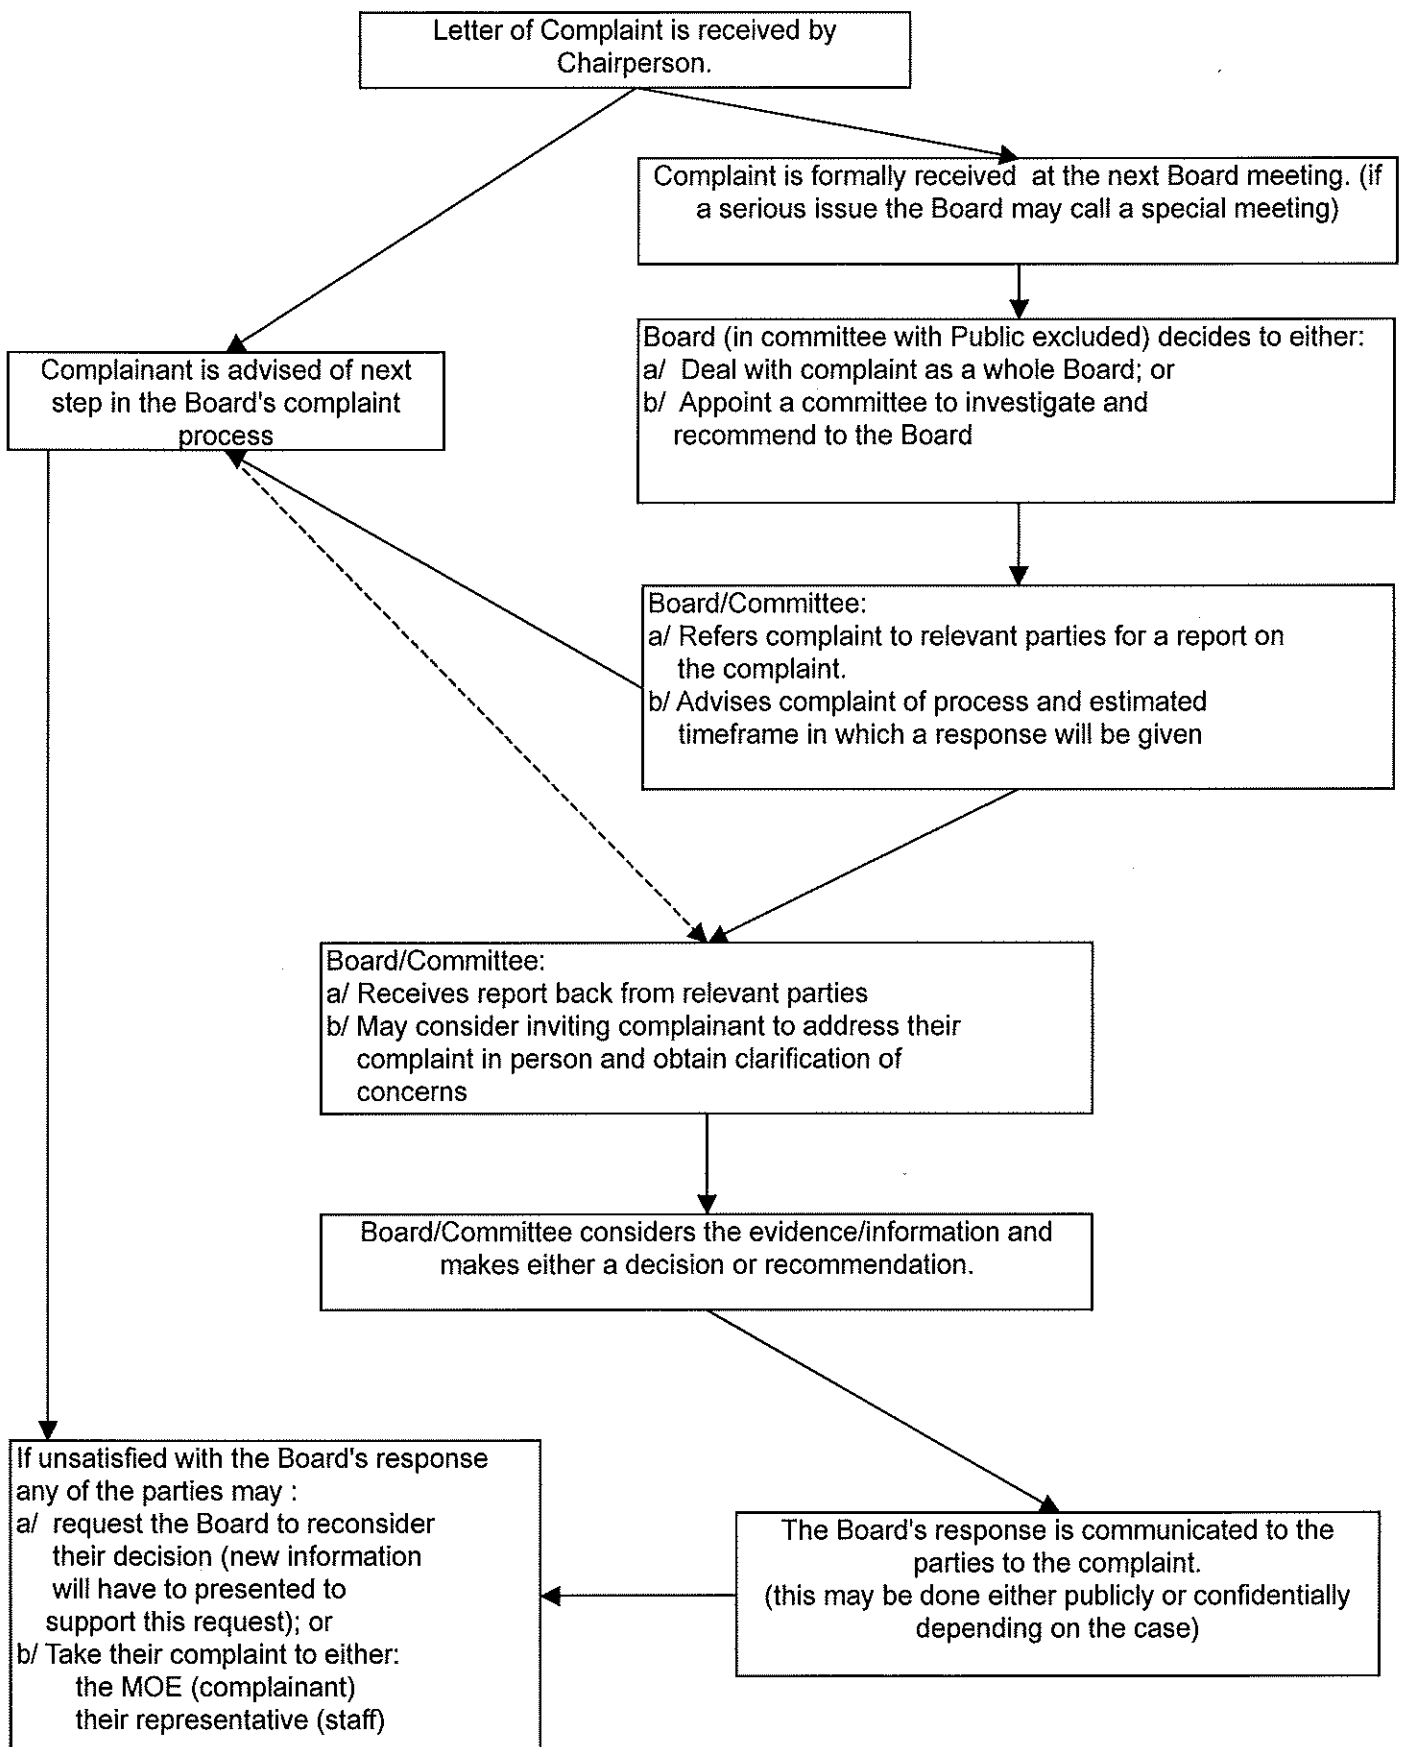 Letter of Complaint is received by
Chairperson.
Complaint is formally received at the next Board meeting. (if
a serious issue the Board may call a special meeting)
Board (in committee with Public excluded) decides to either:
a/ Deal with complaint as a whole Board; or
b/ Appoint a committee to investigate and
recommend to the Board
Complainant is advised of next
step in the Board's complaint
process
Board/Committee:
a/ Refers complaint to relevant parties for a report on
the complaint.
b/ Advises complaint of process and estimated
timeframe in which a response will be given
Board/Committee:
a/ Receives report back from relevant parties
b/ May consider inviting complainant to address their
complaint in person and obtain clarification of
concerns
Board/Committee considers the evidence/information and
makes either a decision or recommendation.
If unsatisfied with the Board's response
any of the parties may :
a/ request the Board to reconsider
their decision (new information
will have to presented to
support this request); or
b/ Take their complaint to either:
the MOE (complainant)
their representative (staff)
The Board's response is communicated to the
parties to the complaint.
(this may be done either publicly or confidentially
depending on the case)